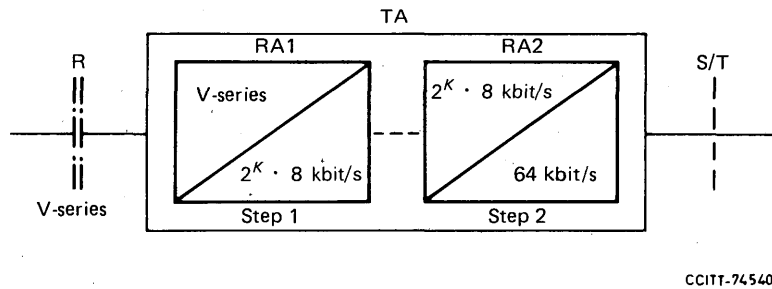 TA
RA1
RA2
R
S/T
V-series
2^K · 8 kbit/s
2^K · 8 kbit/s
64 kbit/s
Step 1
Step 2
V-series
CCITT-74540